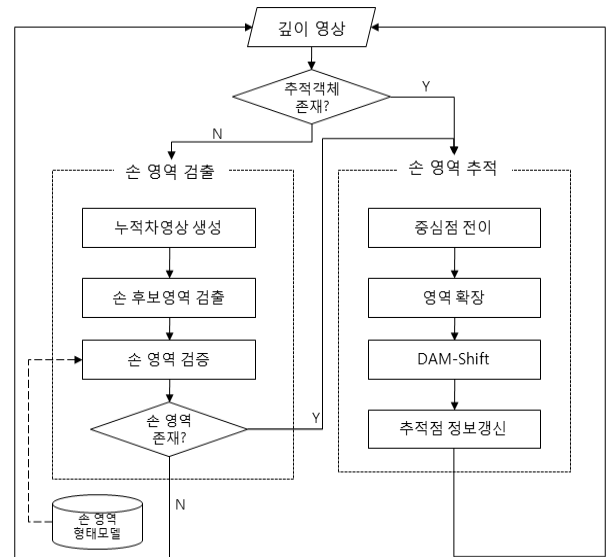 깊이 영상
추적객체
존재?
Y
N
손 영역 검출
누적차영상 생성
손 후보영역 검출
손 영역 검증
손 영역
존재?
Y
N
손 영역
형태모델
손 영역 추적
중심점 전이
영역 확장
DAM-Shift
추적점 정보갱신